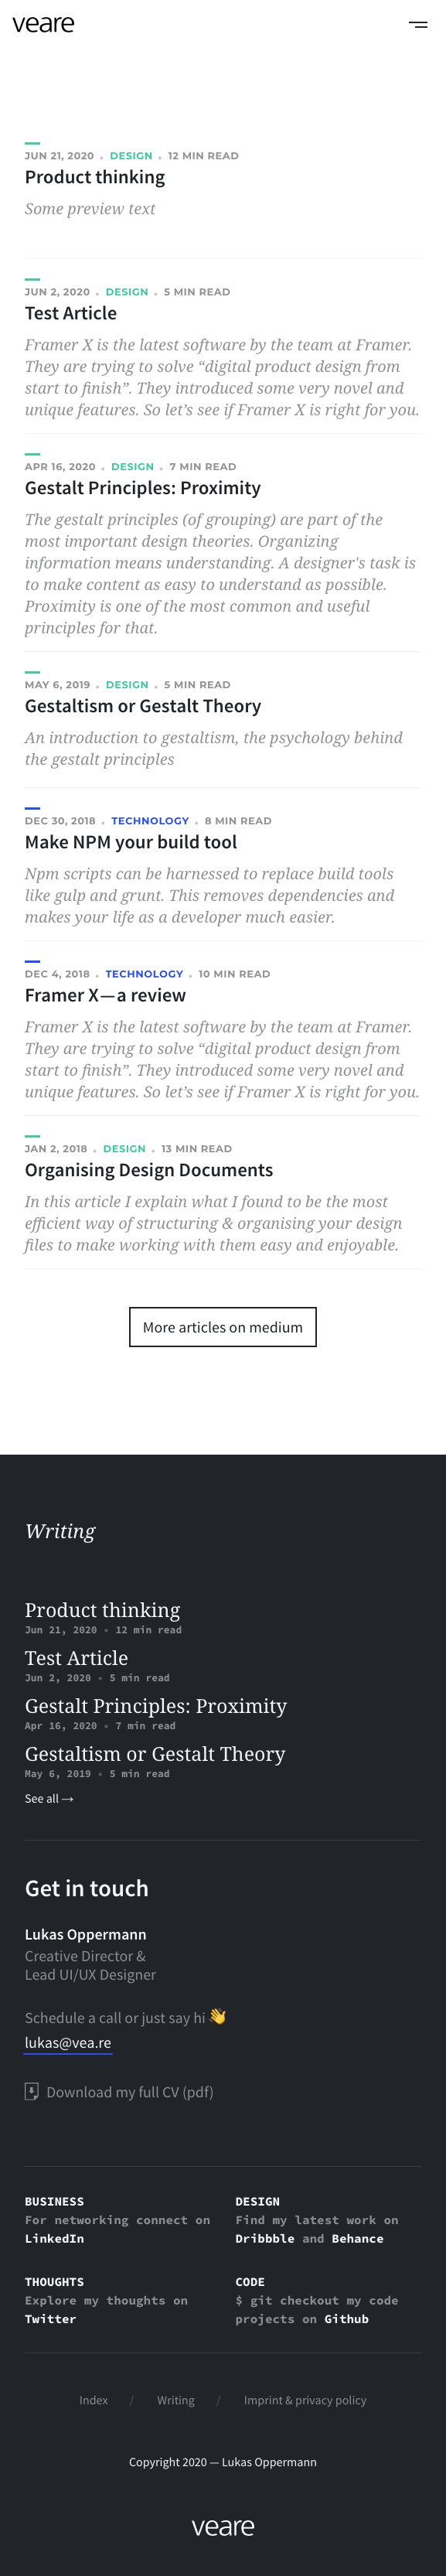 veare
JUN 21, 2020 • DESIGN • 12 MIN READ
Product thinking
Some preview text
JUN 2, 2020 • DESIGN • 5 MIN READ
Test Article
Framer X is the latest software by the team at Framer.
They are trying to solve “digital product design from
start to finish”. They introduced some very novel and
unique features. So let’s see if Framer X is right for you.
APR 16, 2020 • DESIGN • 7 MIN READ
Gestalt Principles: Proximity
The gestalt principles (of grouping) are part of the
most important design theories. Organizing
information means understanding. A designer's task is
to make content as easy to understand as possible.
Proximity is one of the most common and useful
principles for that.
MAY 6, 2019 • DESIGN • 5 MIN READ
Gestaltism or Gestalt Theory
An introduction to gestaltism, the psychology behind
the gestalt principles
DEC 30, 2018 • TECHNOLOGY • 8 MIN READ
Make NPM your build tool
Npm scripts can be harnessed to replace build tools
like gulp and grunt. This removes dependencies and
makes your life as a developer much easier.
DEC 4, 2018 • TECHNOLOGY • 10 MIN READ
Framer X—a review
Framer X is the latest software by the team at Framer.
They are trying to solve “digital product design from
start to finish”. They introduced some very novel and
unique features. So let’s see if Framer X is right for you.
JAN 2, 2018 • DESIGN • 13 MIN READ
Organising Design Documents
In this article I explain what I found to be the most
efficient way of structuring & organising your design
files to make working with them easy and enjoyable.
More articles on medium
Writing
Product thinking
Jun 21, 2020 • 12 min read
Test Article
Jun 2, 2020 • 5 min read
Gestalt Principles: Proximity
Apr 16, 2020 • 7 min read
Gestaltism or Gestalt Theory
May 6, 2019 • 5 min read
See all →
Get in touch
Lukas Oppermann
Creative Director &
Lead UI/UX Designer
Schedule a call or just say hi 👋
lukas@vea.re
Download my full CV (pdf)
BUSINESS
For networking connect on
LinkedIn
DESIGN
Find my latest work on
Dribbble and Behance
THOUGHTS
Explore my thoughts on
Twitter
CODE
$ git checkout my code
projects on Github
Index / Writing / Imprint & privacy policy
Copyright 2020 — Lukas Oppermann
veare